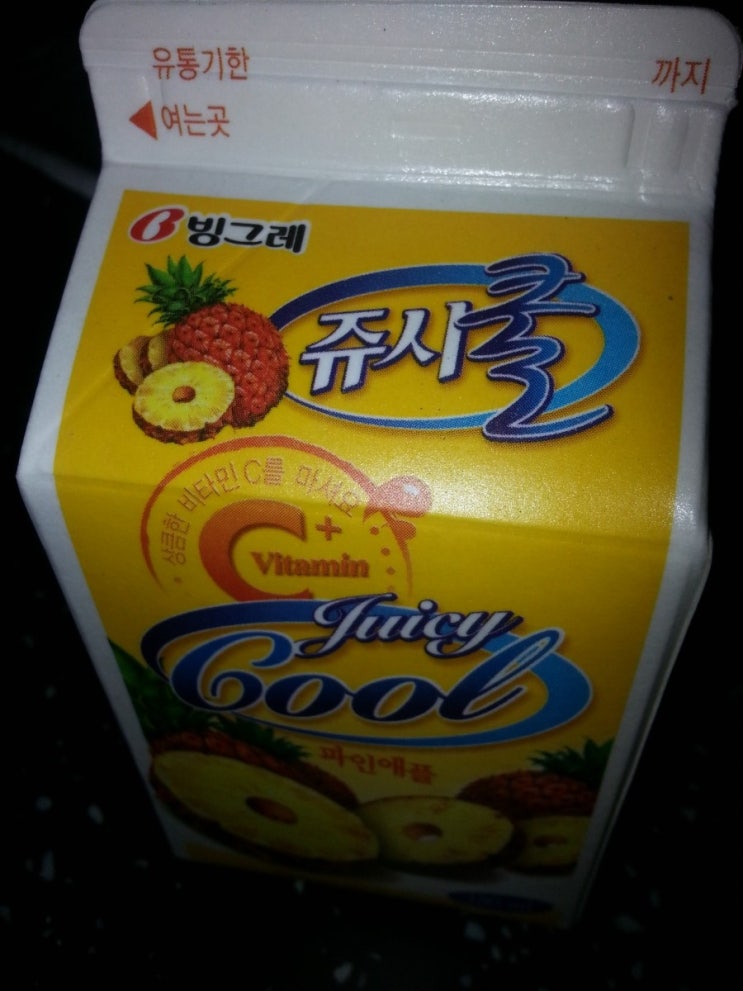 유통기한 까지
여는곳
빙그레
쥬시쿨
상큼한 비타민 C를 마셔요
C+
Vitamin
Juicy
Cool
파인애플